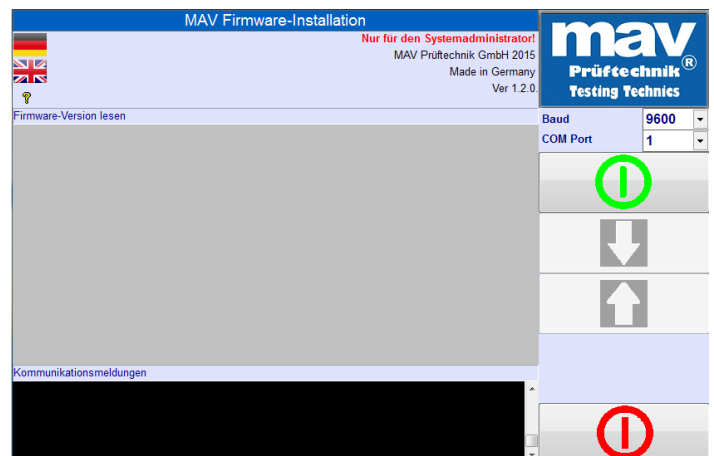 MAV Firmware-Installation
Nur für den Systemadministrator!
MAV Prüftechnik GmbH 2015
Made in Germany
Ver 1.2.0.
?
mav
®
Prüftechnik
Testing Technics
Firmware-Version lesen
Baud 9600
COM Port 1
Kommunikationsmeldungen